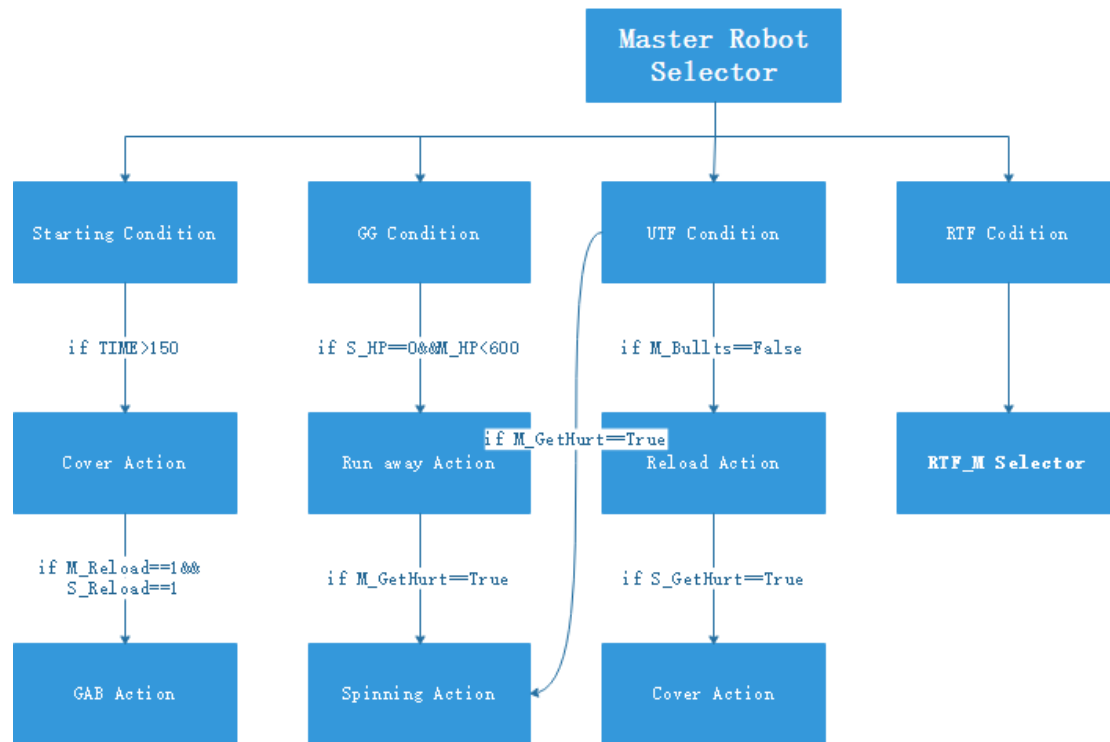 Master Robot
Selector
Starting Condition
GG Condition
UTF Condition
RTF Codition
if TIME>150
if S_HP==0&&M_HP<600
if M_Bullts==False
Cover Action
Run away Action
if M_GetHurt==True
Reload Action
RTF_M Selector
if M_Reload==1&&
S_Reload==1
if M_GetHurt==True
if S_GetHurt==True
GAB Action
Spinning Action
Cover Action